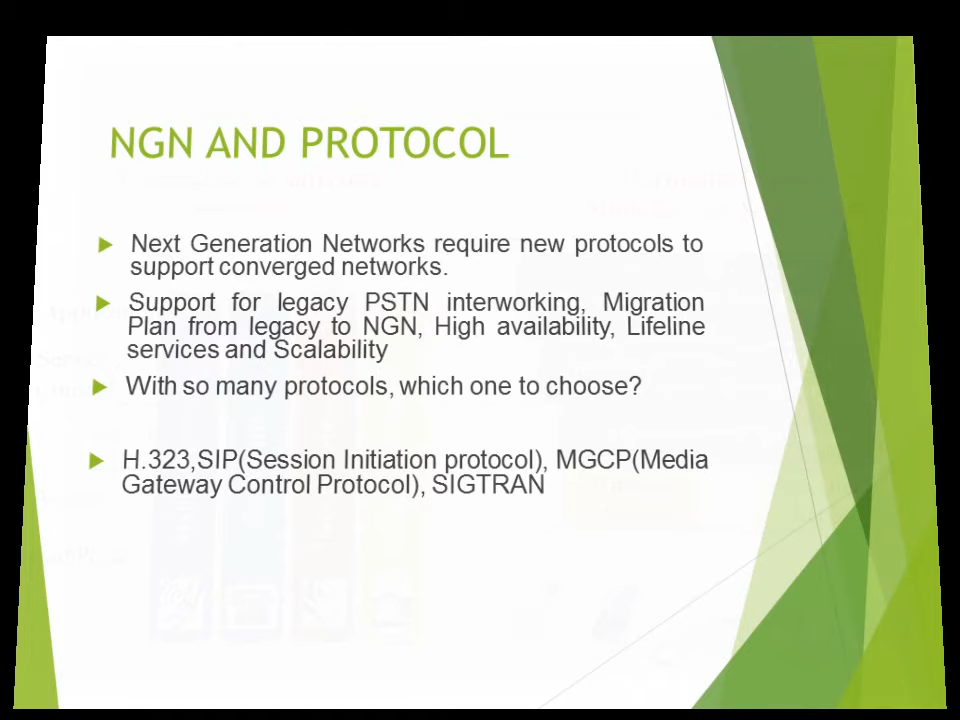 NGN AND PROTOCOL
Next Generation Networks require new protocols to
support converged networks.
Support for legacy PSTN interworking, Migration
Plan from legacy to NGN, High availability, Lifeline
services and Scalability
With so many protocols, which one to choose?
H.323,SIP(Session Initiation protocol), MGCP(Media
Gateway Control Protocol), SIGTRAN